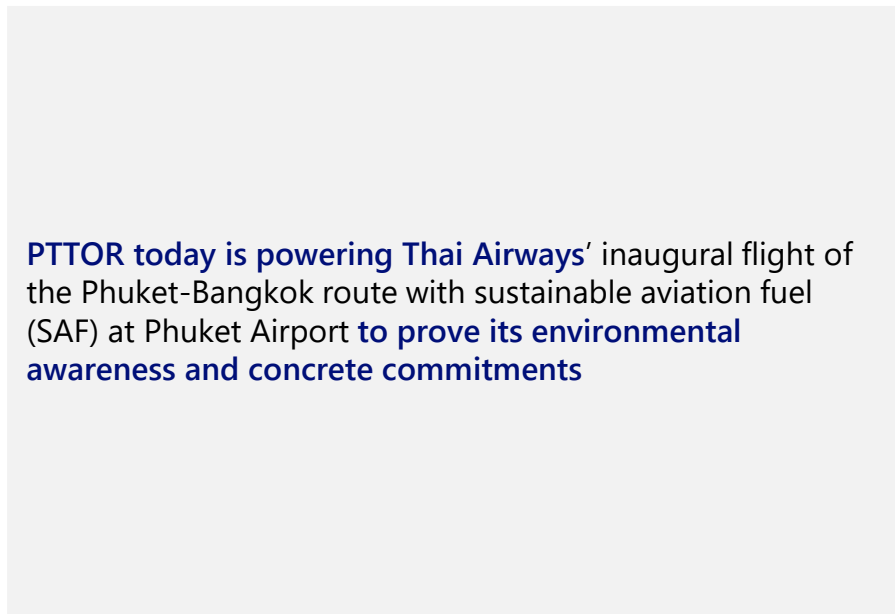 PTTOR today is powering Thai Airways’ inaugural flight of
the Phuket-Bangkok route with sustainable aviation fuel
(SAF) at Phuket Airport to prove its environmental
awareness and concrete commitments